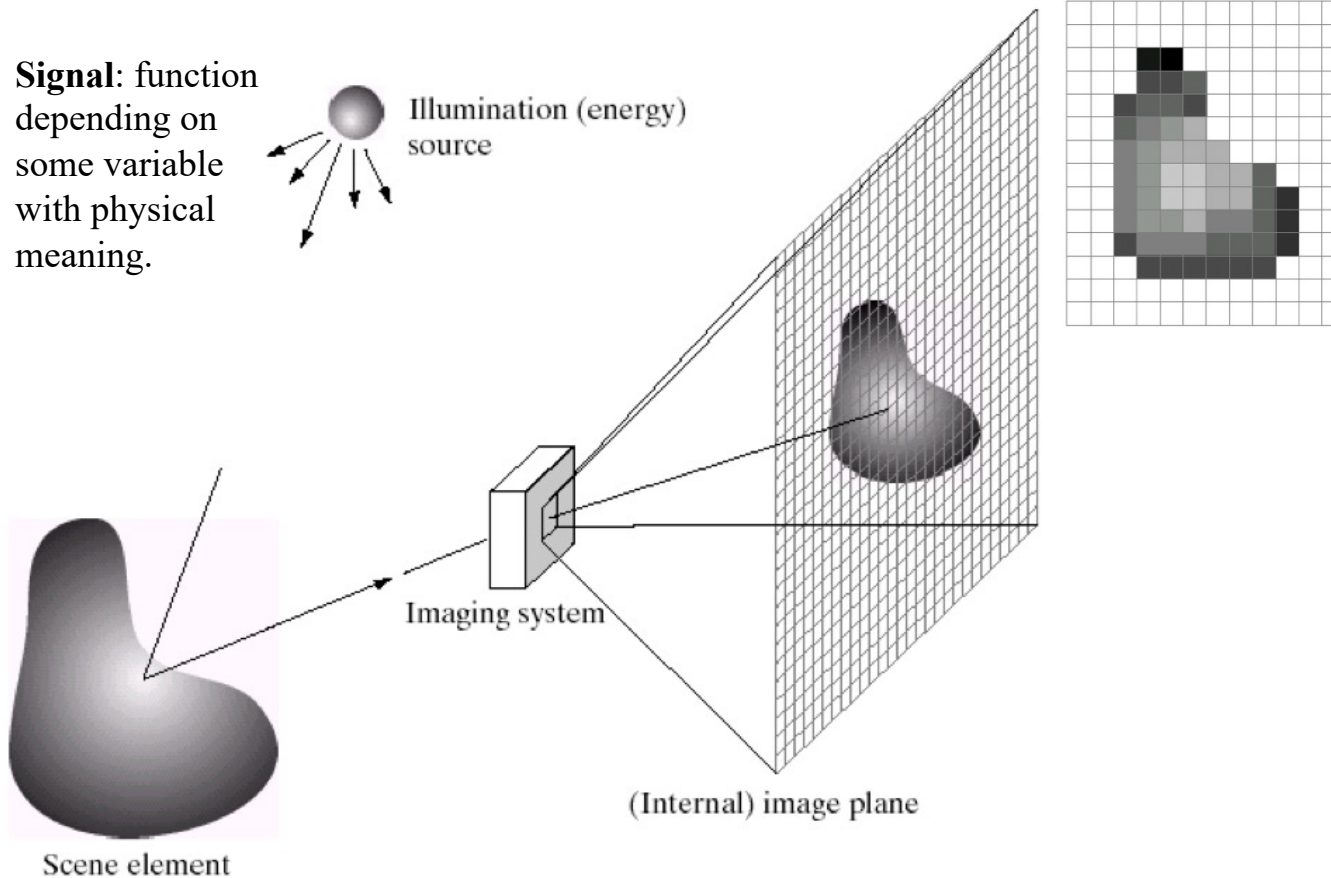 Signal: function
depending on
some variable
with physical
meaning.
Illumination (energy)
source
Imaging system
(Internal) image plane
Scene element